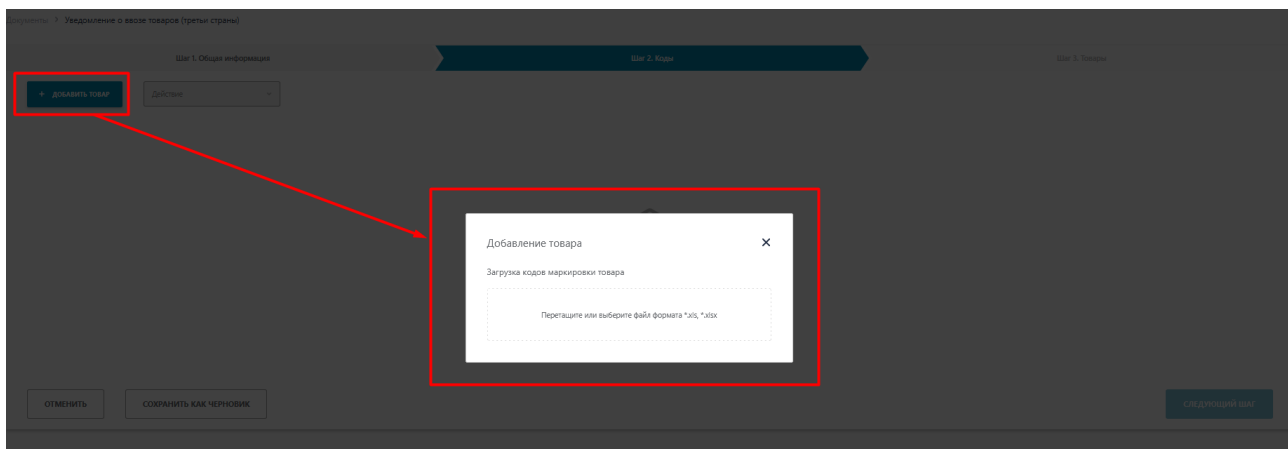 Документы > Уведомление о ввозе товаров (третьи страны)
Шаг 1. Общая информация
Шаг 2. Коды
Шаг 3. Товары
+ ДОБАВИТЬ ТОВАР
Действие
Добавление товара
Загрузка кодов маркировки товара
Перетащите или выберите файл формата *.xls, *.xlsx
ОТМЕНИТЬ
СОХРАНИТЬ КАК ЧЕРНОВИК
СЛЕДУЮЩИЙ ШАГ